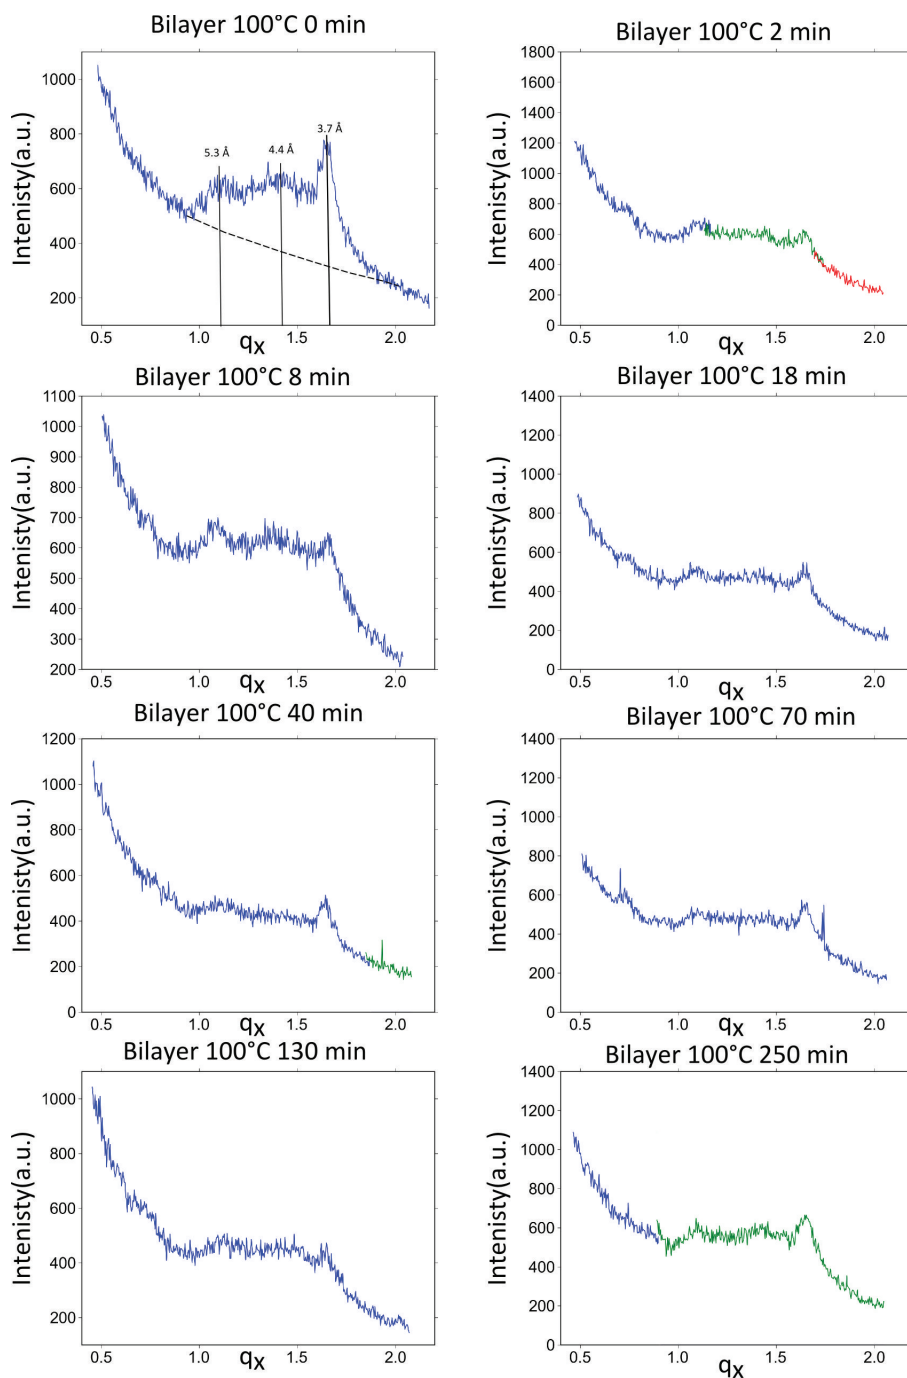 Bilayer 100°C 0 min
Intenisty(a.u.)
1000
800
600
400
200
5.3 Å
4.4 Å
3.7 Å
0.5 1.0 1.5 2.0
qx
Bilayer 100°C 2 min
Intenisty(a.u.)
1800
1600
1400
1200
1000
800
600
400
200
0
0.5 1.0 1.5 2.0
qx
Bilayer 100°C 8 min
Intenisty(a.u.)
1100
1000
900
800
700
600
500
400
300
200
0.5 1.0 1.5 2.0
qx
Bilayer 100°C 18 min
Intenisty(a.u.)
1400
1200
1000
800
600
400
200
0
0.5 1.0 1.5 2.0
qx
Bilayer 100°C 40 min
Intenisty(a.u.)
1200
1000
800
600
400
200
0
0.5 1.0 1.5 2.0
qx
Bilayer 100°C 70 min
Intenisty(a.u.)
1400
1200
1000
800
600
400
200
0
0.5 1.0 1.5 2.0
qx
Bilayer 100°C 130 min
Intenisty(a.u.)
1000
800
600
400
200
0.5 1.0 1.5 2.0
qx
Bilayer 100°C 250 min
Intenisty(a.u.)
1400
1200
1000
800
600
400
200
0
0.5 1.0 1.5 2.0
qx